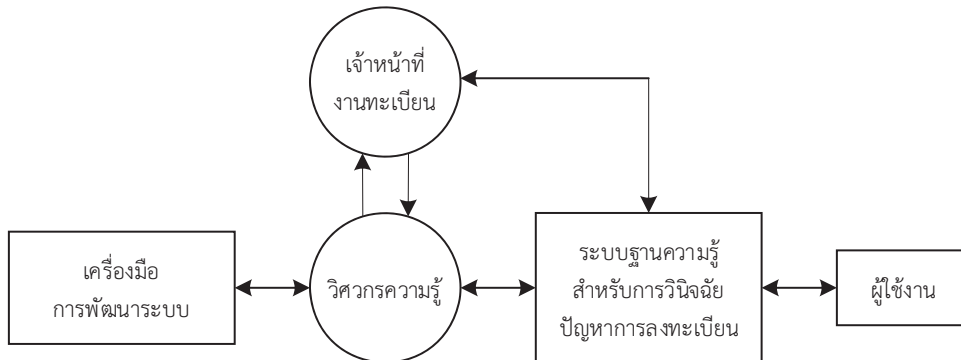 เจ้าหน้าที่
งานทะเบียน
เครื่องมือ
การพัฒนาระบบ
วิศวกรความรู้
ระบบฐานความรู้
สำหรับการวินิจฉัย
ปัญหาการลงทะเบียน
ผู้ใช้งาน